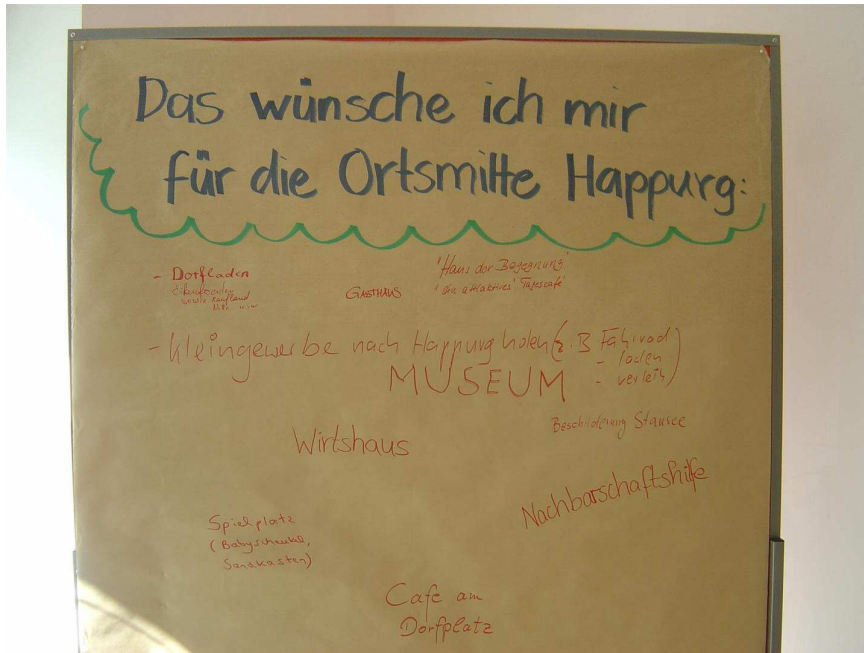 Das wünsche ich mir
für die Ortsmitte Happurg:
- Dorfladen
Kaufland
GASTHAUS
"Haus der Begegnung"
"ein attraktives" Tagescafé"
- Kleingewerbe nach Happurg holen (z.B Fahrrad
- laden
- verleih)
MUSEUM
Beschilderung Stausee
Wirtshaus
Nachbarschaftshilfe
Spielplatz
(Babyschaukel,
Sandkasten)
Cafe am
Dorfplatz